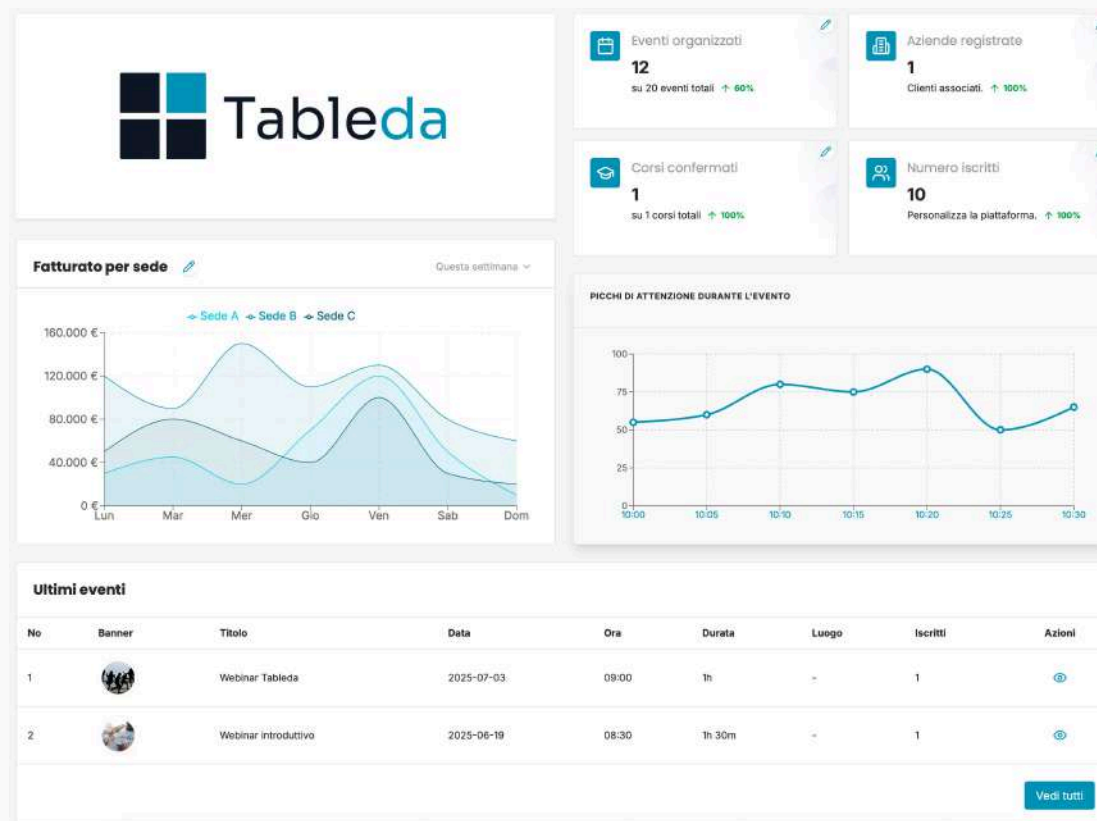 Tableda
Eventi organizzati
12
su 20 eventi totali ↑ 60%
Aziende registrate
1
Clienti associati. ↑ 100%
Corsi confermati
1
su 1 corsi totali ↑ 100%
Numero iscritti
10
Personalizza la piattaforma. ↑ 100%
Fatturato per sede
Questa settimana
Sede A Sede B Sede C
160.000 €
120.000 €
80.000 €
40.000 €
0 €
Lun Mar Mer Gio Ven Sab Dom
PICCHI DI ATTENZIONE DURANTE L'EVENTO
100
75
50
25
0
10:00 10:05 10:10 10:15 10:20 10:25 10:30
Ultimi eventi
No Banner Titolo Data Ora Durata Luogo Iscritti Azioni
1 Webinar Tableda 2025-07-03 09:00 1h - 1
2 Webinar introduttivo 2025-06-19 08:30 1h 30m - 1
Vedi tutti